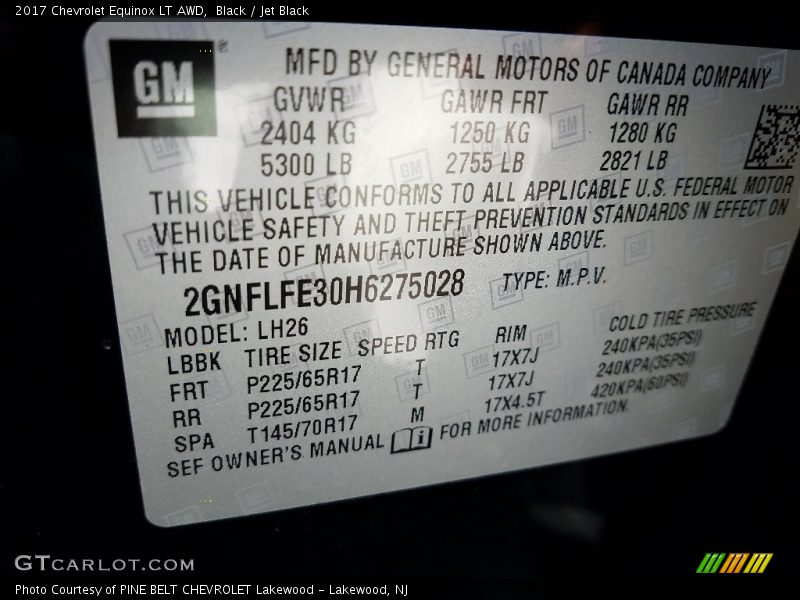 2017 Chevrolet Equinox LT AWD,  Black / Jet Black
GM ®
MFD BY GENERAL MOTORS OF CANADA COMPANY
GVWR GAWR FRT GAWR RR
2404 KG 1250 KG 1280 KG
5300 LB 2755 LB 2821 LB
THIS VEHICLE CONFORMS TO ALL APPLICABLE U.S. FEDERAL MOTOR
VEHICLE SAFETY AND THEFT PREVENTION STANDARDS IN EFFECT ON
THE DATE OF MANUFACTURE SHOWN ABOVE.
2GNFLFE30H6275028 TYPE: M.P.V.
MODEL: LH26
LBBK TIRE SIZE SPEED RTG RIM COLD TIRE PRESSURE
FRT P225/65R17 T 17X7J 240KPA(35PSI)
RR P225/65R17 T 17X7J 240KPA(35PSI)
SPA T145/70R17 M 17X4.5T 420KPA(60PSI)
SEF OWNER'S MANUAL i FOR MORE INFORMATION.
GTCARLOT.COM
Photo Courtesy of PINE BELT CHEVROLET Lakewood - Lakewood, NJ